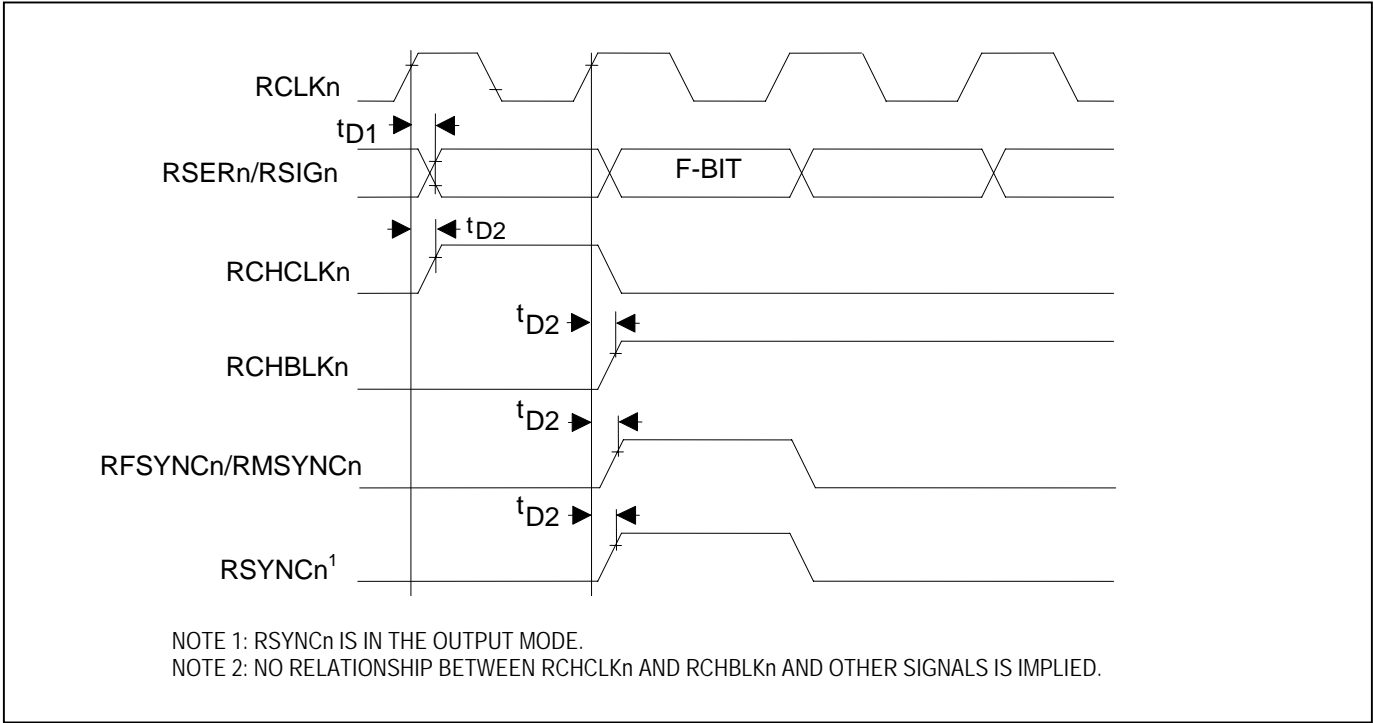 RCLKn
tD1
RSERn/RSIGn
F-BIT
tD2
RCHCLKn
tD2
RCHBLKn
tD2
RFSYNCn/RMSYNCn
tD2
RSYNCn1
NOTE 1: RSYNCn IS IN THE OUTPUT MODE.
NOTE 2: NO RELATIONSHIP BETWEEN RCHCLKn AND RCHBLKn AND OTHER SIGNALS IS IMPLIED.